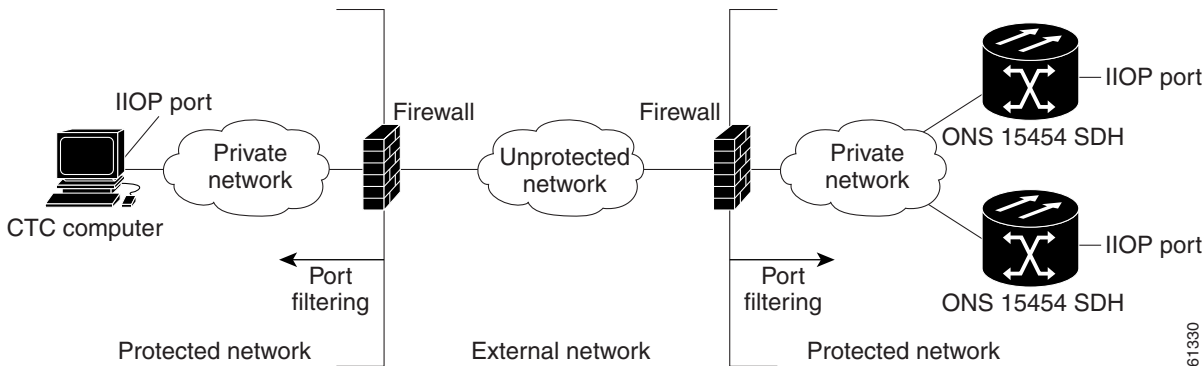 IIOP port
Private
network
CTC computer
Firewall
Unprotected
network
Firewall
Private
network
IIOP port
ONS 15454 SDH
IIOP port
ONS 15454 SDH
Port
filtering
Port
filtering
Protected network
External network
Protected network
61330